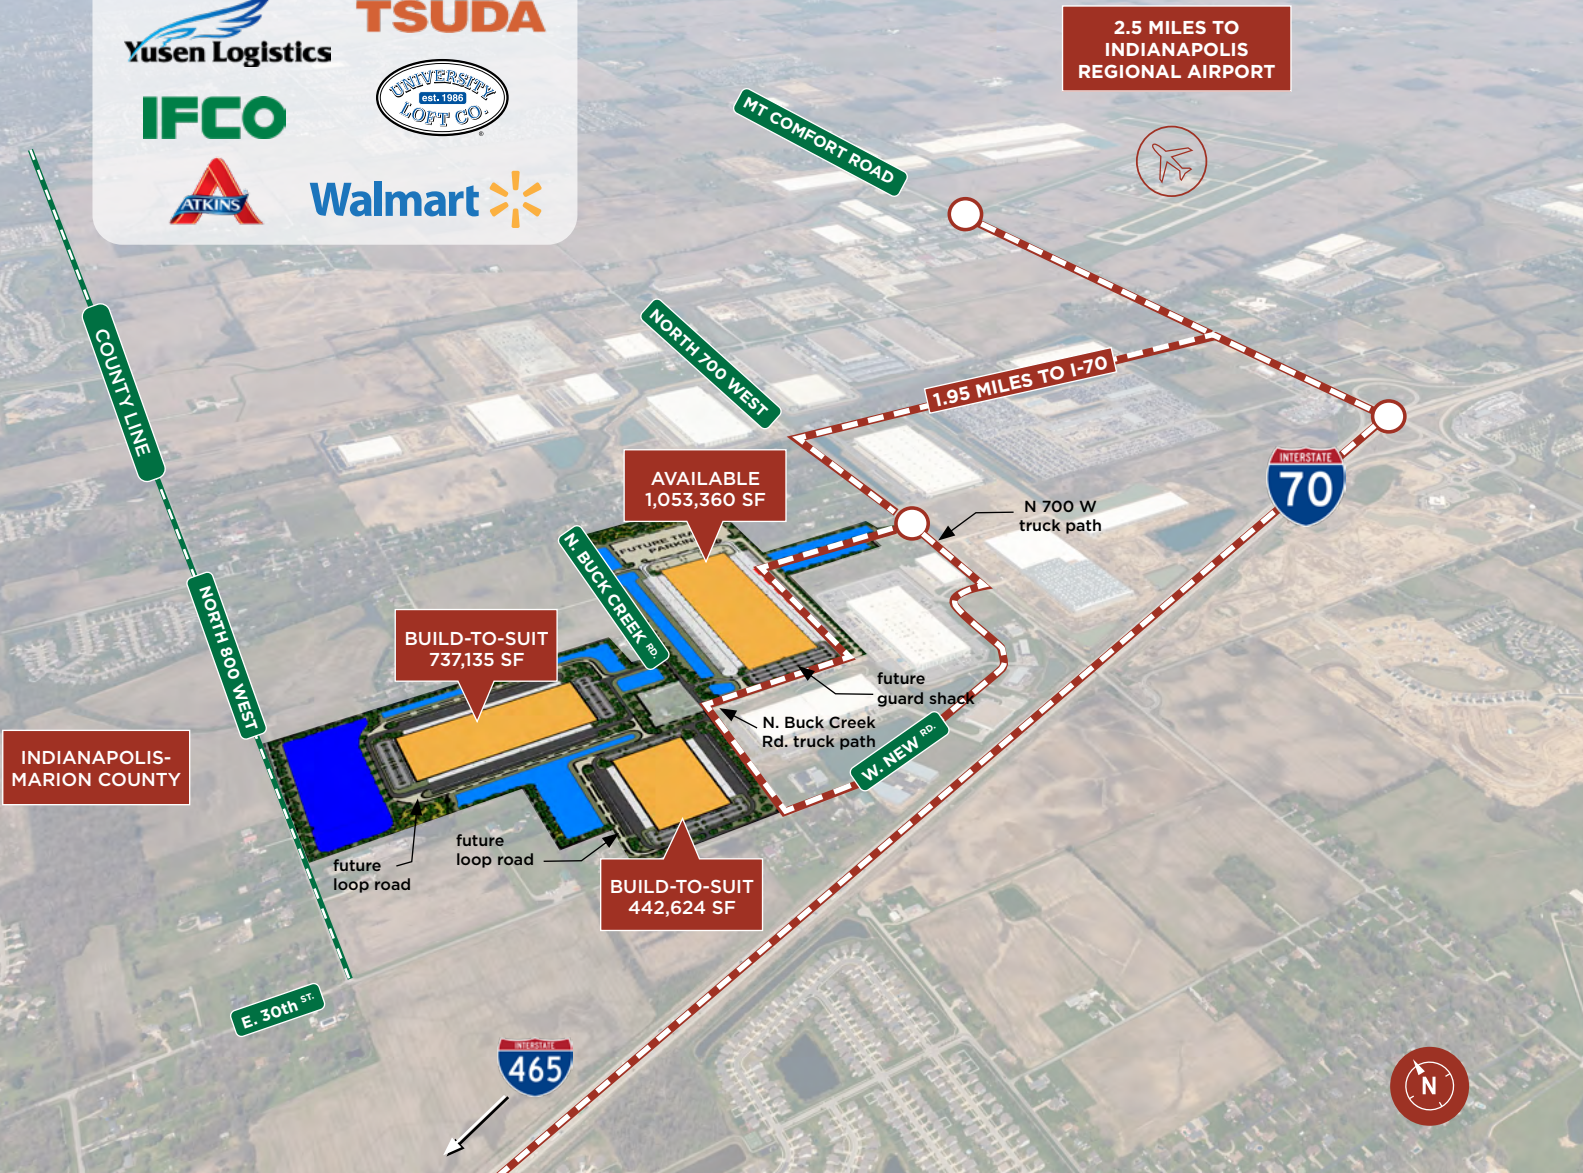 Yusen Logistics
TSUDA
IFCO
UNIVERSITY
est. 1986
LOFT CO.
ATKINS
Walmart
2.5 MILES TO
INDIANAPOLIS
REGIONAL AIRPORT
MT COMFORT ROAD
COUNTY LINE
NORTH 700 WEST
1.95 MILES TO I-70
INTERSTATE
70
AVAILABLE
1,053,360 SF
N 700 W
truck path
FUTURE
PARKING
N. BUCK CREEK RD.
NORTH 800 WEST
BUILD-TO-SUIT
737,135 SF
future
guard shack
N. Buck Creek
Rd. truck path
W. NEW RD.
INDIANAPOLIS-
MARION COUNTY
future
loop road
future
loop road
BUILD-TO-SUIT
442,624 SF
E. 30th ST.
INTERSTATE
465
N